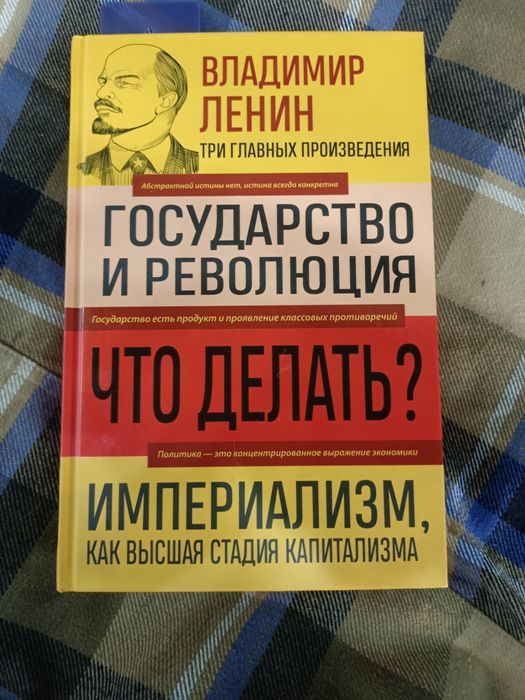 ВЛАДИМИР
ЛЕНИН
ТРИ ГЛАВНЫХ ПРОИЗВЕДЕНИЯ
Абстрактной истины нет, истина всегда конкретна
ГОСУДАРСТВО
И РЕВОЛЮЦИЯ
Государство есть продукт и проявление классовых противоречий
ЧТО ДЕЛАТЬ?
Политика — это концентрированное выражение экономики
ИМПЕРИАЛИЗМ,
КАК ВЫСШАЯ СТАДИЯ КАПИТАЛИЗМА